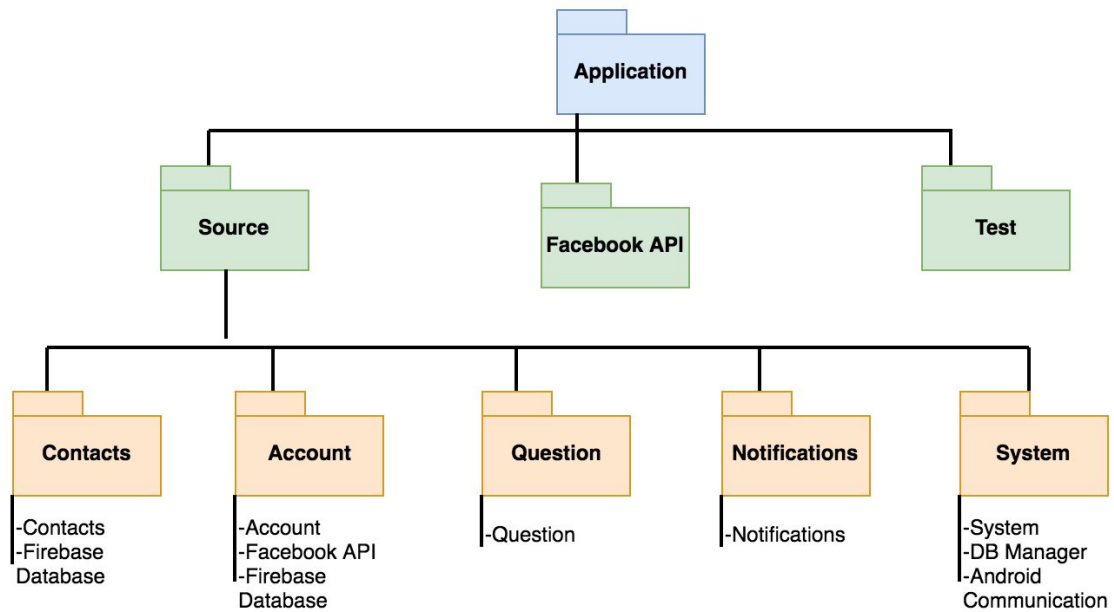 Application
Source
Facebook API
Test
Contacts
Account
Question
Notifications
System
-Contacts
-Firebase
Database
-Account
-Facebook API
-Firebase
Database
-Question
-Notifications
-System
-DB Manager
-Android
Communication